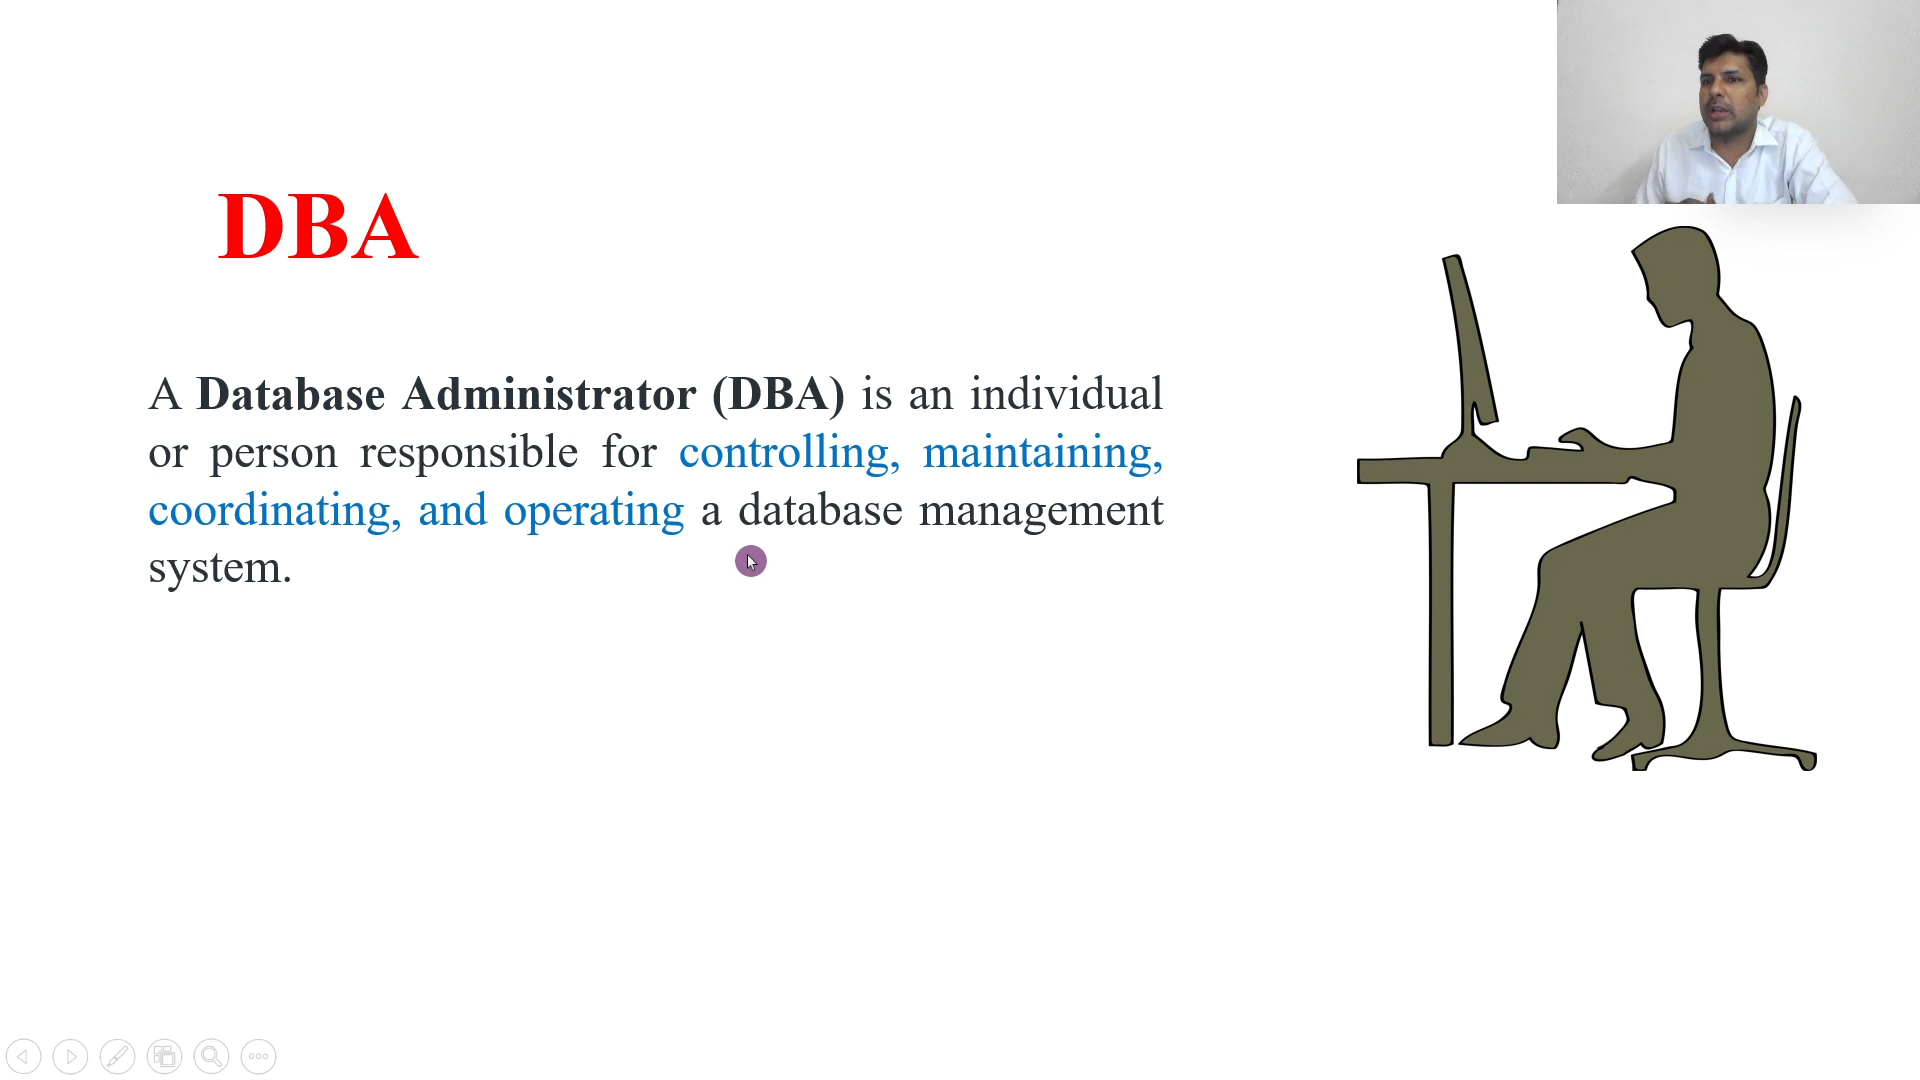 DBA
A Database Administrator (DBA) is an individual
or person responsible for controlling, maintaining,
coordinating, and operating a database management
system.